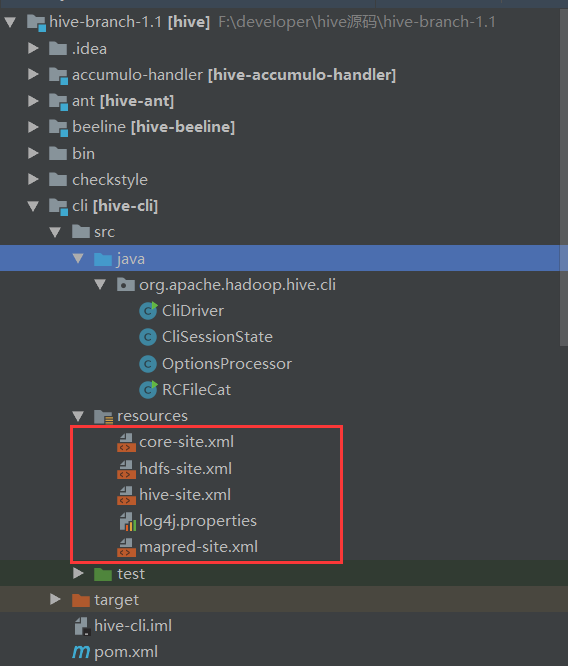 hive-branch-1.1 [hive] F:\developer\hive源码\hive-branch-1.1
.idea
accumulo-handler [hive-accumulo-handler]
ant [hive-ant]
beeline [hive-beeline]
bin
checkstyle
cli [hive-cli]
src
java
org.apache.hadoop.hive.cli
CliDriver
CliSessionState
OptionsProcessor
RCFileCat
resources
core-site.xml
hdfs-site.xml
hive-site.xml
log4j.properties
mapred-site.xml
test
target
hive-cli.iml
pom.xml